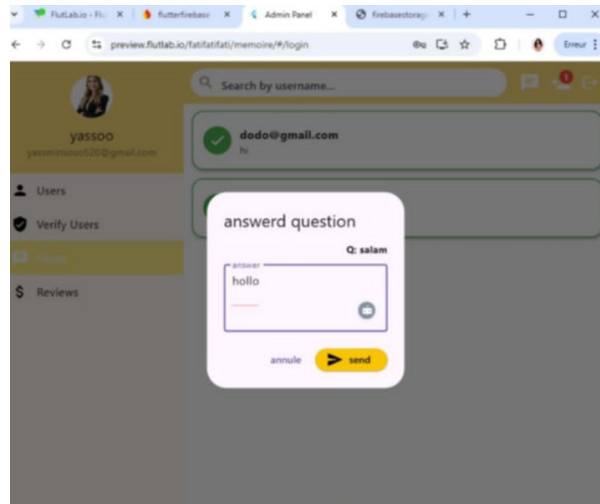 FlutLab.io - Flu
flutterfirebase
Admin Panel
firebasestorag
preview.flutlab.io/fatifatifati/memoire/#/login
Erreur
yassoo
Search by username...
dodo@gmail.com
hi
Users
Verify Users
Reviews
answerd question
Q: salam
answer
hollo
annule
send